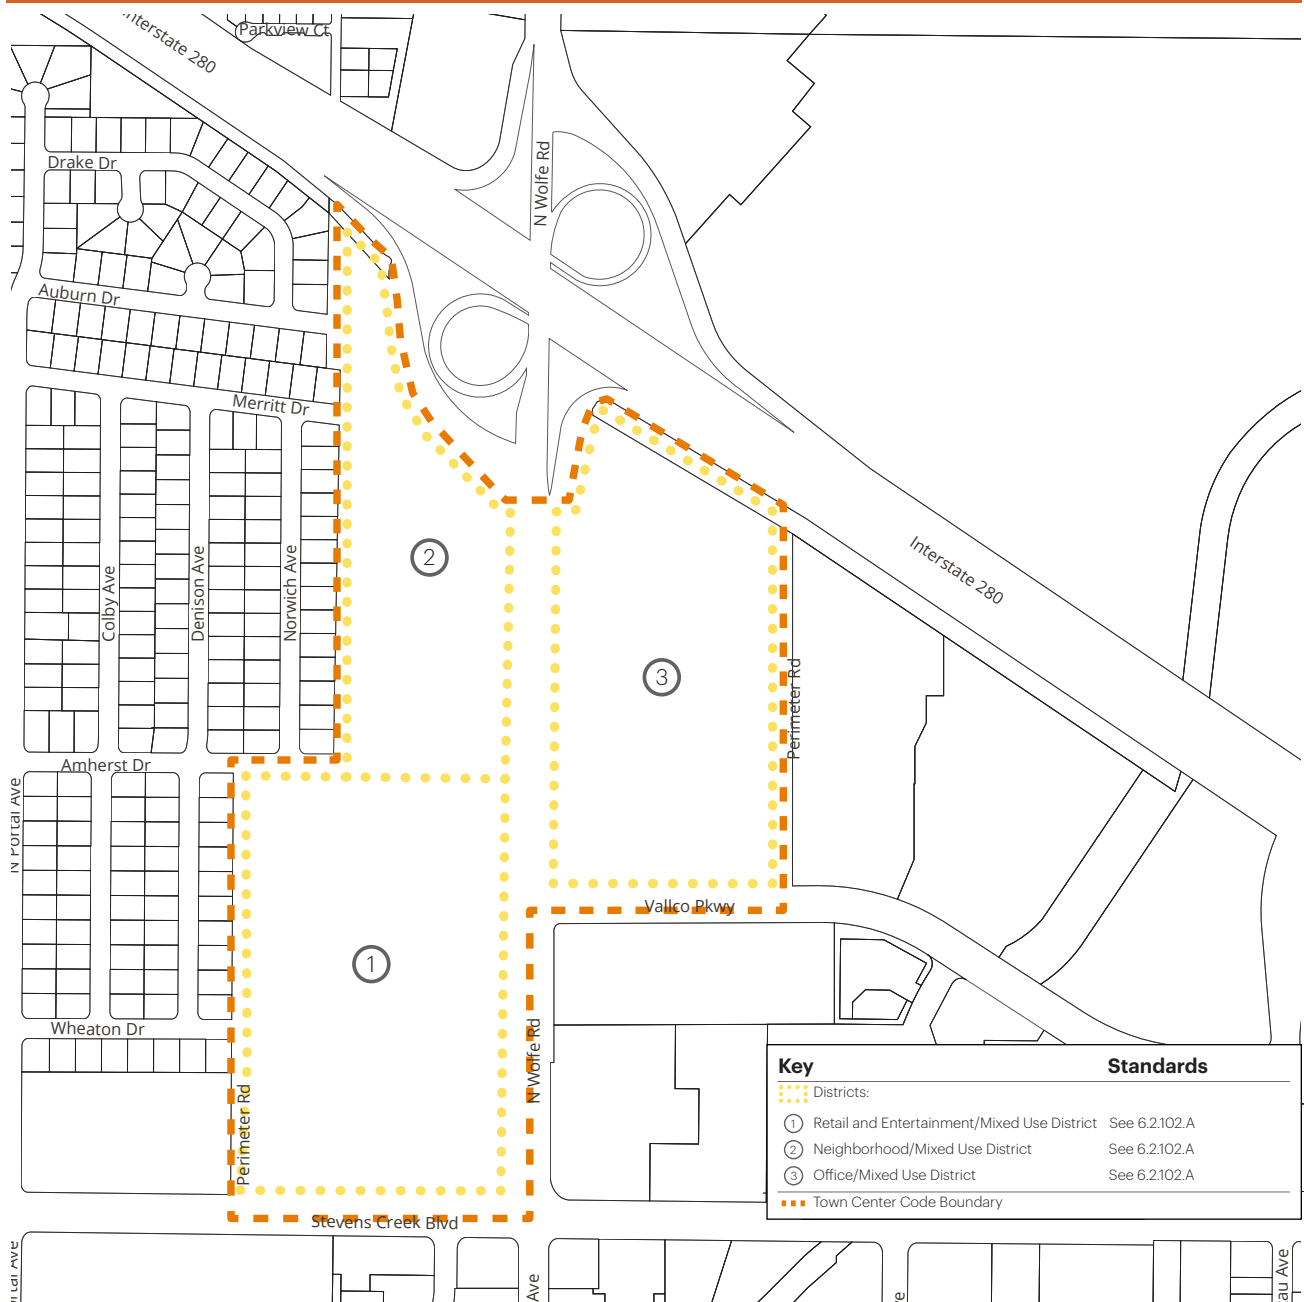 Interstate 280
Parkview Ct
N Wolfe Rd
Drake Dr
Auburn Dr
Merritt Dr
Interstate 280
Colby Ave
Denison Ave
Norwich Ave
2
3
Perimeter Rd
Amherst Dr
N Portal Ave
Vallco Pkwy
1
Wheaton Dr
N Wolfe Rd
Perimeter Rd
Stevens Creek Blvd
Key Standards
Districts:
1 Retail and Entertainment/Mixed Use District See 6.2.102.A
2 Neighborhood/Mixed Use District See 6.2.102.A
3 Office/Mixed Use District See 6.2.102.A
Town Center Code Boundary
Ave
Ave
Ave